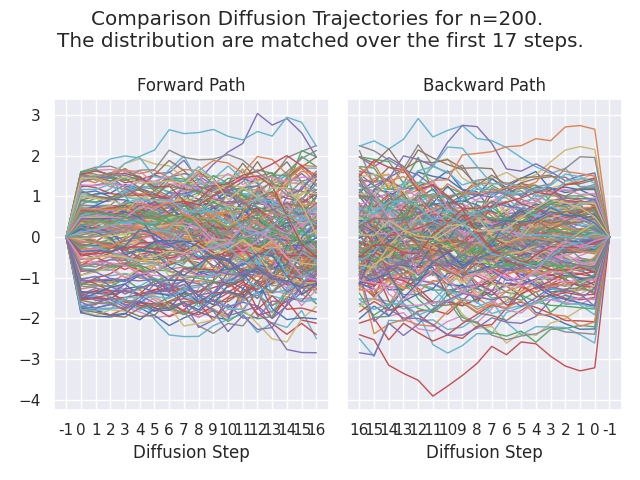 Comparison Diffusion Trajectories for n=200.
The distribution are matched over the first 17 steps.
Forward Path
Backward Path
3
2
1
0
−1
−2
−3
−4
-1 0 1 2 3 4 5 6 7 8 9 10 11 12 13 14 15 16
16 15 14 13 12 11 10 9 8 7 6 5 4 3 2 1 0 -1
Diffusion Step
Diffusion Step